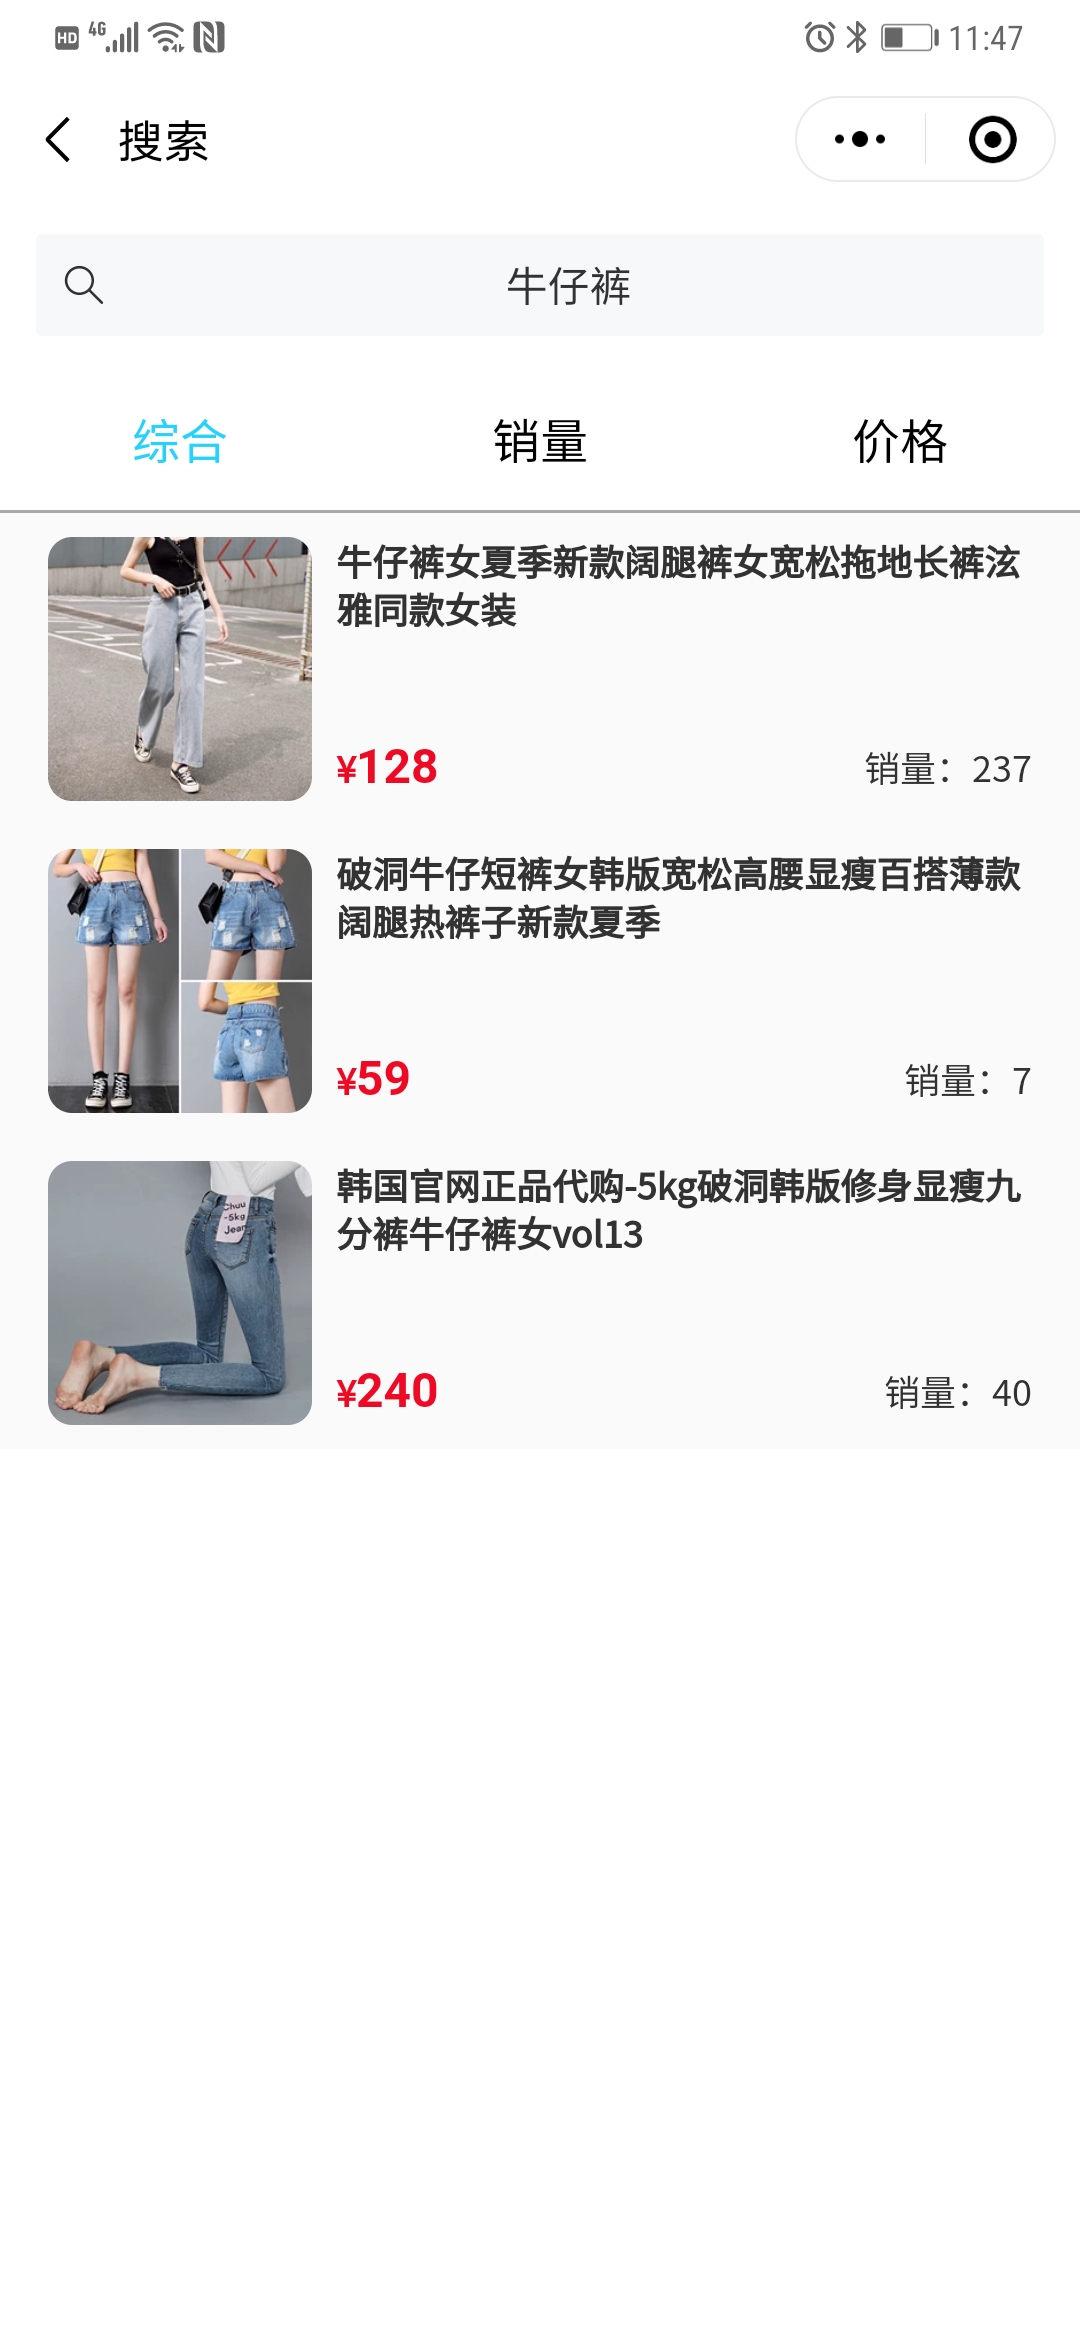 HD 4G 11:47
搜索
牛仔裤
综合 销量 价格
牛仔裤女夏季新款阔腿裤女宽松拖地长裤泫
雅同款女装
¥128 销量：237
破洞牛仔短裤女韩版宽松高腰显瘦百搭薄款
阔腿热裤子新款夏季
¥59 销量：7
Chuu
-5kg
Jean
韩国官网正品代购-5kg破洞韩版修身显瘦九
分裤牛仔裤女vol13
¥240 销量：40